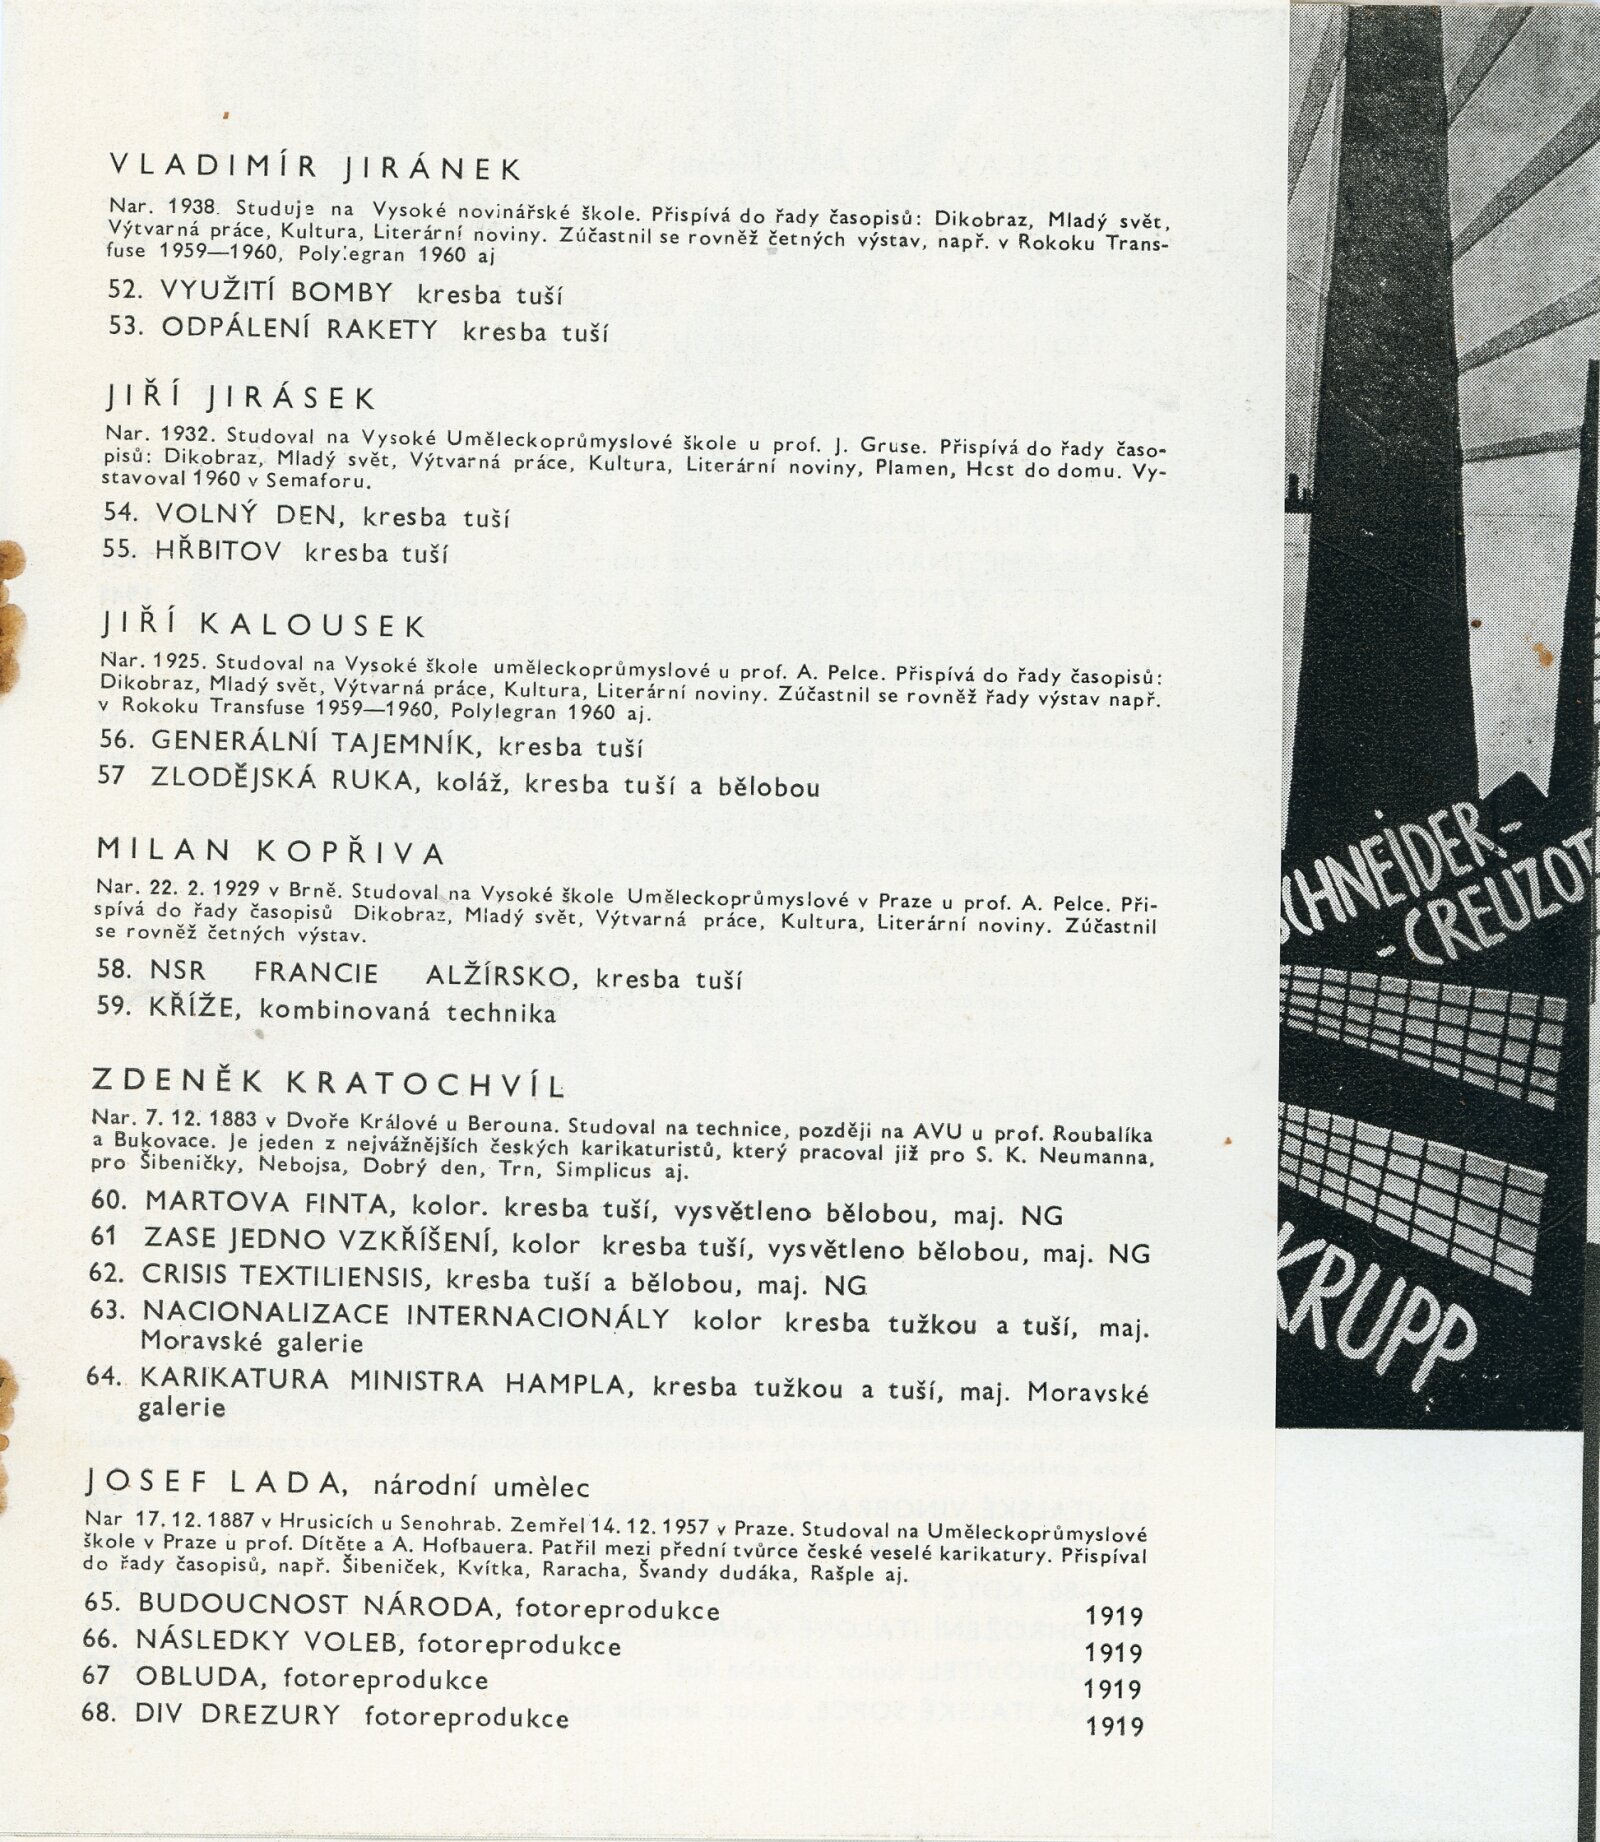 VLADIMÍR JIRÁNEK
Nar. 1938. Studuje na Vysoké novinářské škole. Přispívá do řady časopisů: Dikobraz, Mladý svět,
Výtvarná práce, Kultura, Literární noviny. Zúčastnil se rovněž četných výstav, např. v Rokoku Trans-
fuse 1959—1960, Polylegran 1960 aj
52. VYUŽITÍ BOMBY kresba tuší
53. ODPÁLENÍ RAKETY kresba tuší
JIŘÍ JIRÁSEK
Nar. 1932. Studoval na Vysoké Uměleckoprůmyslové škole u prof. J. Gruse. Přispívá do řady časo-
pisů: Dikobraz, Mladý svět, Výtvarná práce, Kultura, Literární noviny, Plamen, Hcst do domu. Vy-
stavoval 1960 v Semaforu.
54. VOLNÝ DEN, kresba tuší
55. HŘBITOV kresba tuší
JIŘÍ KALOUSEK
Nar. 1925. Studoval na Vysoké škole uměleckoprůmyslové u prof. A. Pelce. Přispívá do řady časopisů:
Dikobraz, Mladý svět, Výtvarná práce, Kultura, Literární noviny. Zúčastnil se rovněž řady výstav např.
v Rokoku Transfuse 1959—1960, Polylegran 1960 aj.
56. GENERÁLNÍ TAJEMNÍK, kresba tuší
57 ZLODĚJSKÁ RUKA, koláž, kresba tuší a bělobou
MILAN KOPŘIVA
Nar. 22. 2. 1929 v Brně. Studoval na Vysoké škole Uměleckoprůmyslové v Praze u prof. A. Pelce. Při-
spívá do řady časopisů Dikobraz, Mladý svět, Výtvarná práce, Kultura, Literární noviny. Zúčastnil
se rovněž četných výstav.
58. NSR FRANCIE ALŽÍRSKO, kresba tuší
59. KŘÍŽE, kombinovaná technika
ZDENĚK KRATOCHVÍL
Nar. 7. 12. 1883 v Dvoře Králové u Berouna. Studoval na technice, později na AVU u prof. Roubalíka
a Bukovace. Je jeden z nejvážnějších českých karikaturistů, který pracoval již pro S. K. Neumanna,
pro Šibeničky, Nebojsa, Dobrý den, Trn, Simplicus aj.
60. MARTOVA FINTA, kolor. kresba tuší, vysvětleno bělobou, maj. NG
61 ZASE JEDNO VZKŘÍŠENÍ, kolor kresba tuší, vysvětleno bělobou, maj. NG
62. CRISIS TEXTILIENSIS, kresba tuší a bělobou, maj. NG
63. NACIONALIZACE INTERNACIONÁLY kolor kresba tužkou a tuší, maj.
Moravské galerie
64. KARIKATURA MINISTRA HAMPLA, kresba tužkou a tuší, maj. Moravské
galerie
JOSEF LADA, národní umělec
Nar 17. 12. 1887 v Hrusicích u Senohrab. Zemřel 14. 12. 1957 v Praze. Studoval na Uměleckoprůmyslové
škole v Praze u prof. Dítěte a A. Hofbauera. Patřil mezi přední tvůrce české veselé karikatury. Přispíval
do řady časopisů, např. Šibeniček, Kvítka, Raracha, Švandy dudáka, Rašple aj.
65. BUDOUCNOST NÁRODA, fotoreprodukce 1919
66. NÁSLEDKY VOLEB, fotoreprodukce 1919
67 OBLUDA, fotoreprodukce 1919
68. DIV DREZURY fotoreprodukce 1919
SCHNEIDER-
-CREUZOT
KRUPP